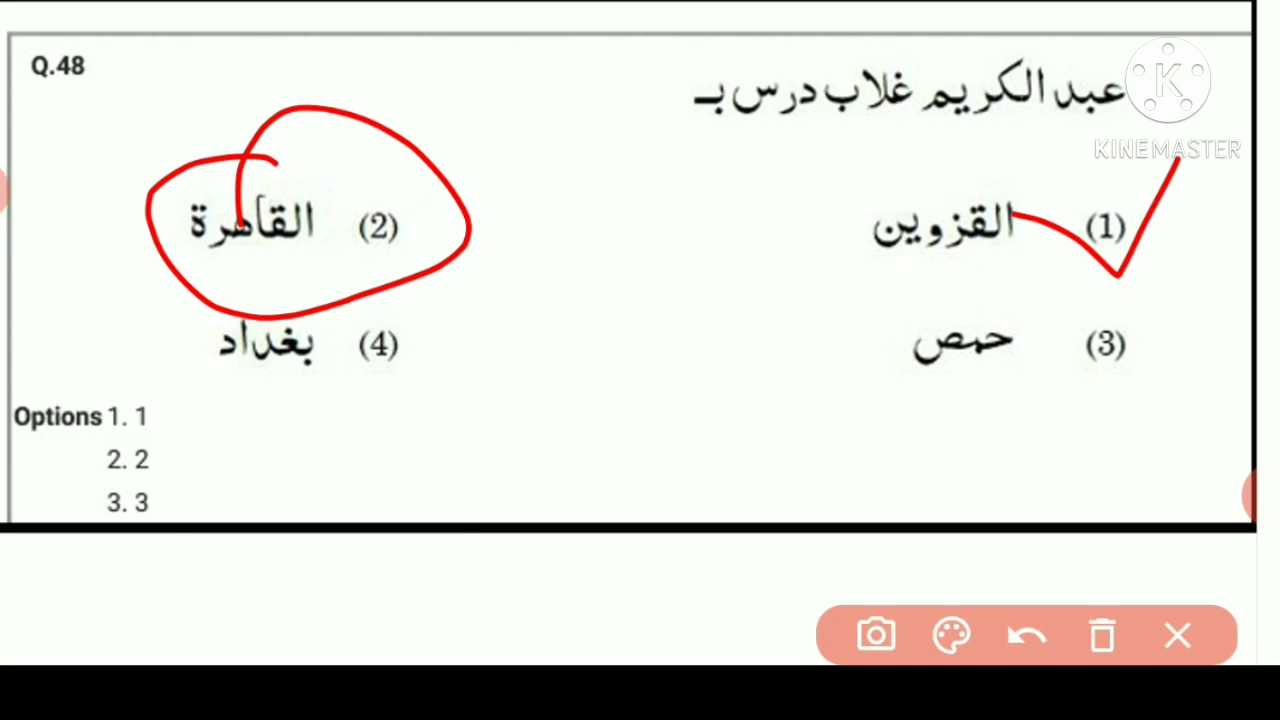 Q.48
عبد الكريم غلاب درس بـ
K
KINEMASTER
(1) القزوين
(2) القاهرة
(3) حمص
(4) بغداد
Options 1. 1
2. 2
3. 3